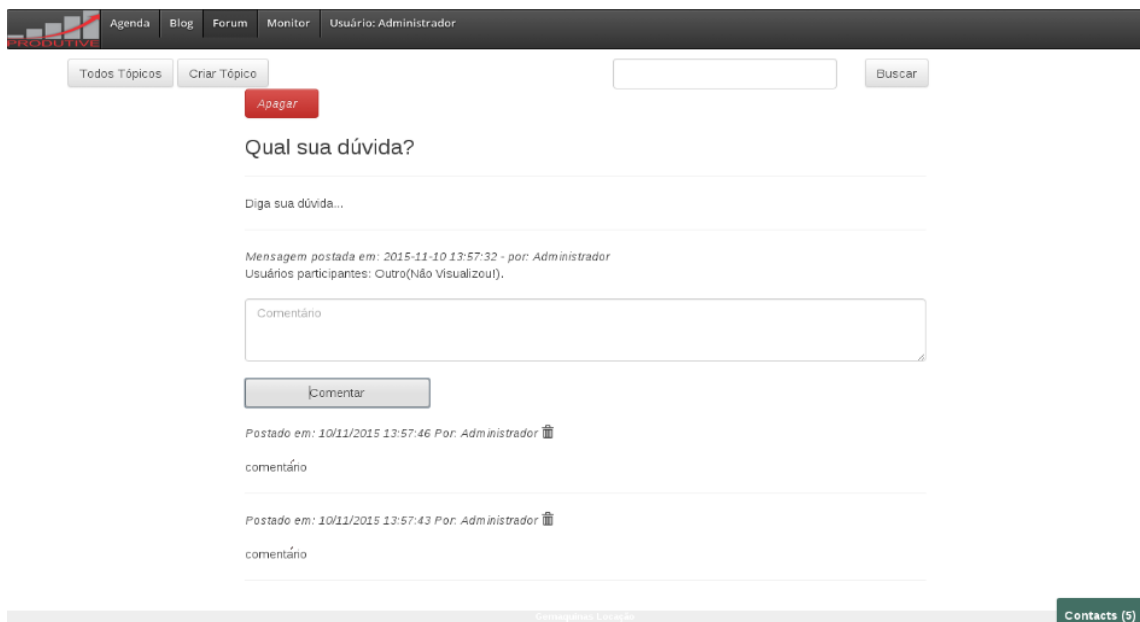 Agenda Blog Forum Monitor Usuário: Administrador
PRODUTIVE
Todos Tópicos Criar Tópico Buscar
Apagar
Qual sua dúvida?
Diga sua dúvida...
Mensagem postada em: 2015-11-10 13:57:32 - por: Administrador
Usuários participantes: Outro(Não Visualizou!).
Comentário
Comentar
Postado em: 10/11/2015 13:57:46 Por: Administrador
comentário
Postado em: 10/11/2015 13:57:43 Por: Administrador
comentário
Contacts (5)